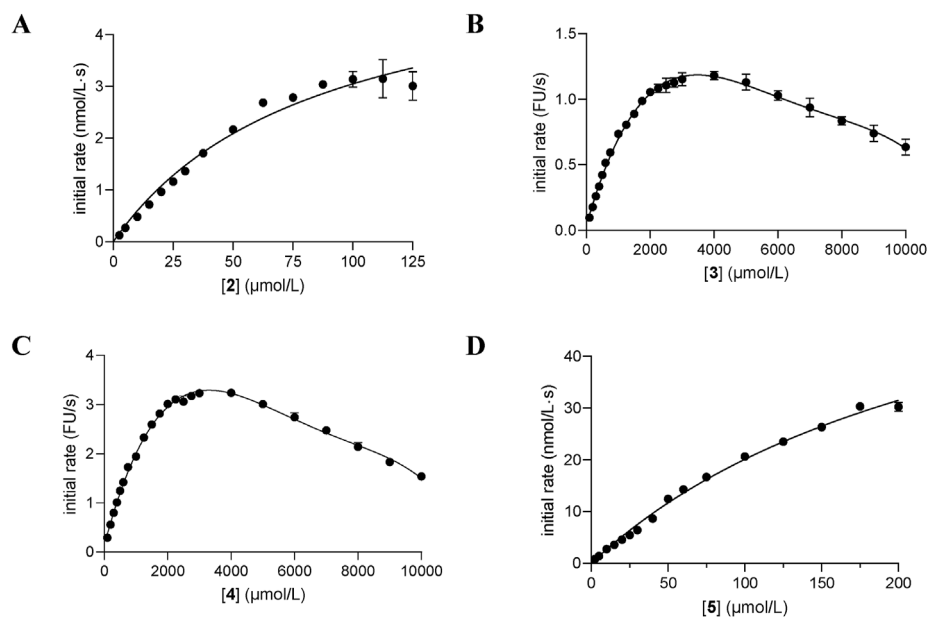 A
initial rate (nmol/L·s)
4
3
2
1
0
0 25 50 75 100 125
[2] (µmol/L)
B
initial rate (FU/s)
1.5
1.0
0.5
0.0
0 2000 4000 6000 8000 10000
[3] (µmol/L)
C
initial rate (FU/s)
4
3
2
1
0
0 2000 4000 6000 8000 10000
[4] (µmol/L)
D
initial rate (nmol/L·s)
40
30
20
10
0
0 50 100 150 200
[5] (µmol/L)